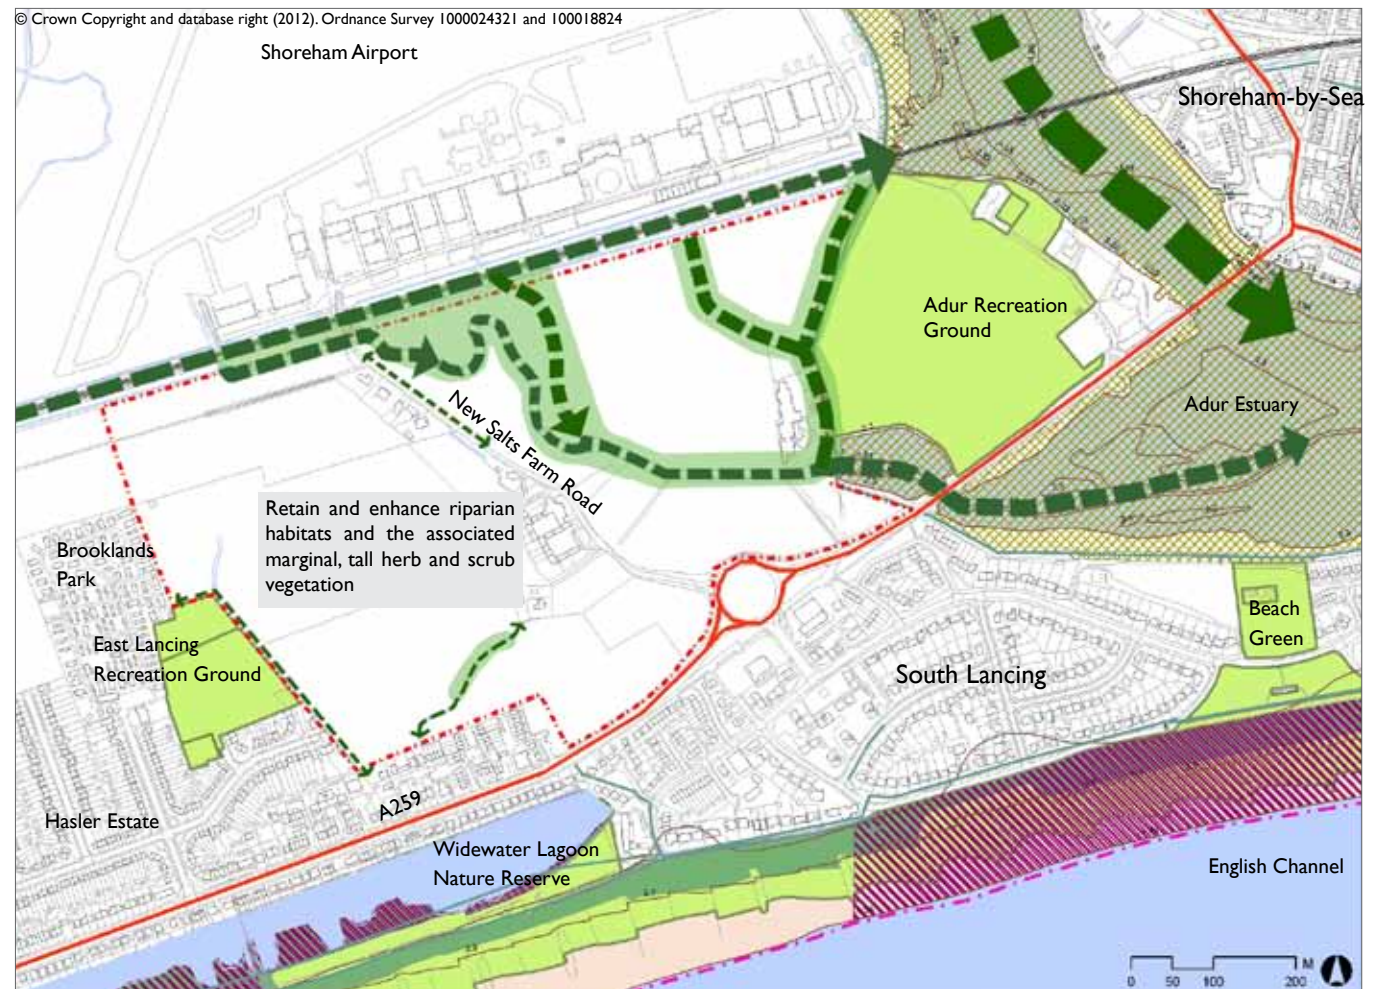 © Crown Copyright and database right (2012). Ordnance Survey 1000024321 and 100018824
Shoreham Airport
Shoreham-by-Sea
Adur Recreation
Ground
Adur Estuary
New Salts Farm Road
Retain and enhance riparian
habitats and the associated
marginal, tall herb and scrub
vegetation
Brooklands
Park
East Lancing
Recreation Ground
Beach
Green
South Lancing
A259
Hasler Estate
Widewater Lagoon
Nature Reserve
English Channel
M
0 50 100 200